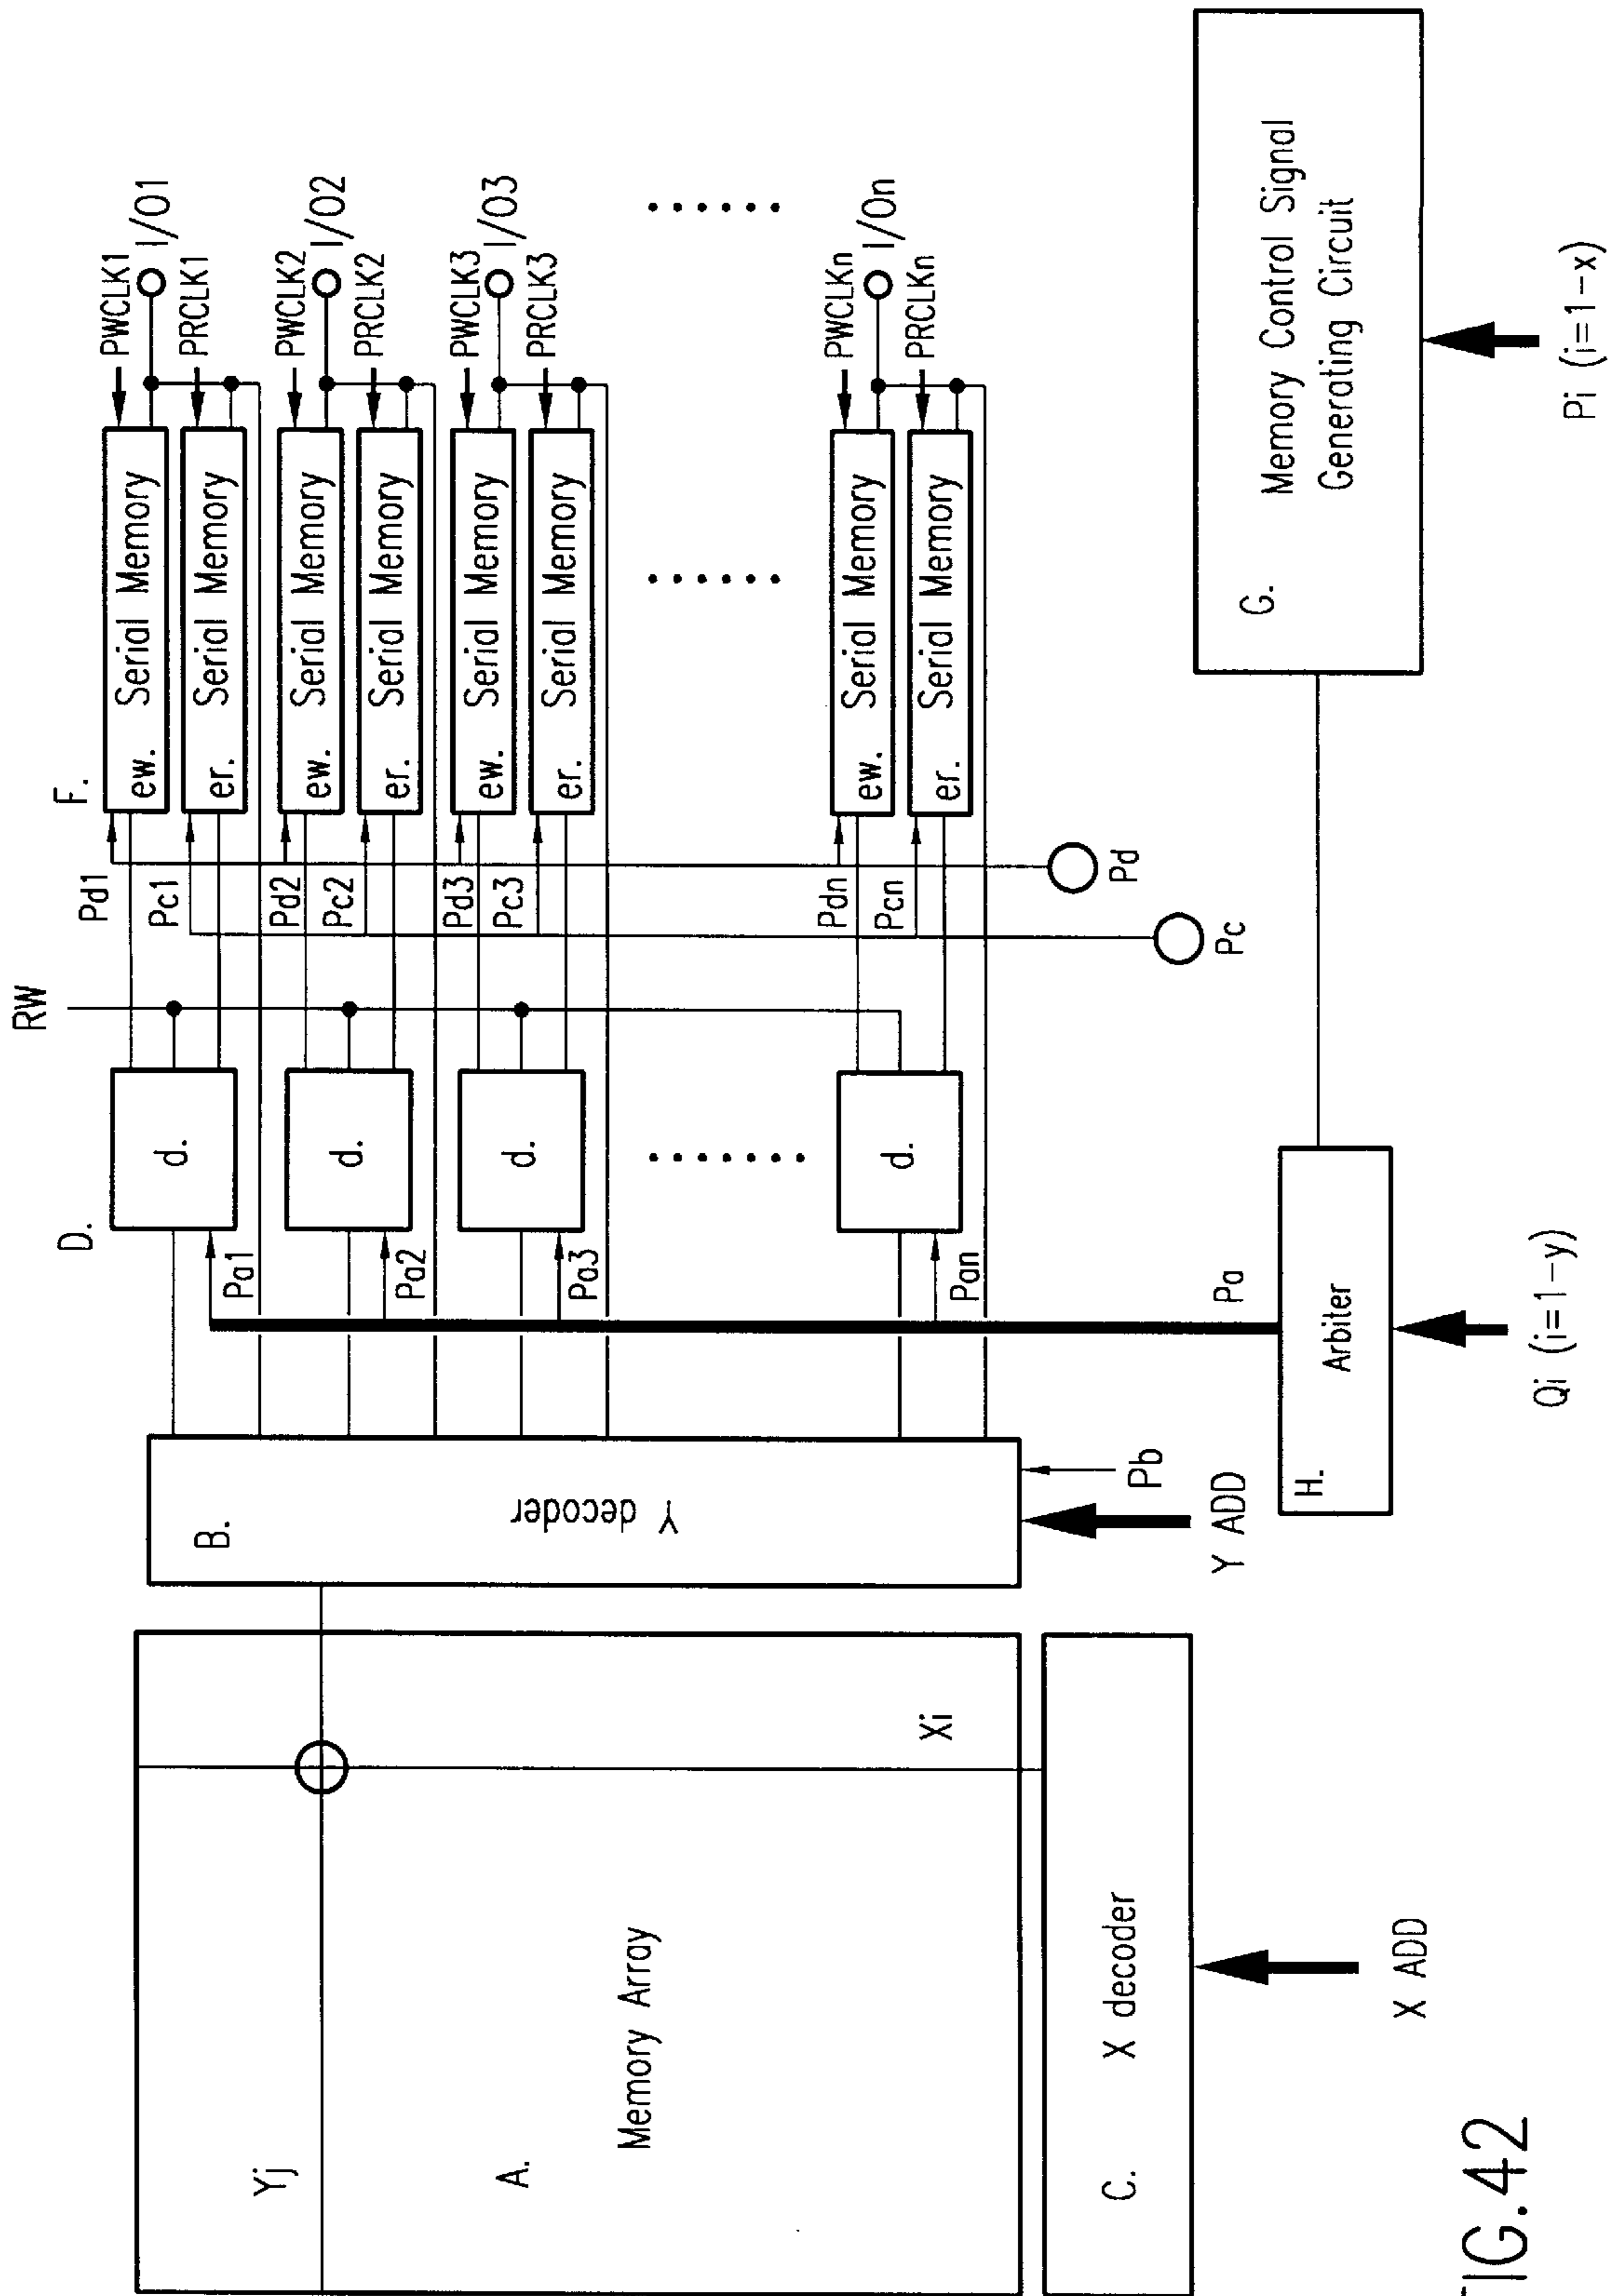 RW
D.
d.
d.
d.
.......
d.
F.
Pd1
ew. Serial Memory
PWCLK1
I/O1
Pc1
er. Serial Memory
PRCLK1
Pd2
ew. Serial Memory
PWCLK2
I/O2
Pc2
er. Serial Memory
PRCLK2
Pd3
ew. Serial Memory
PWCLK3
I/O3
Pc3
er. Serial Memory
PRCLK3
......
......
Pdn
ew. Serial Memory
PWCLKn
I/On
Pcn
er. Serial Memory
PRCLKn
Pd
Pc
Pa1
Pa2
Pa3
Pan
Pa
B.
Y decoder
Pb
Y ADD
Yj
A.
Memory Array
Xi
C. X decoder
X ADD
H.
Arbiter
Qi (i=1-y)
G. Memory Control Signal
Generating Circuit
Pi (i=1-x)
FIG.42